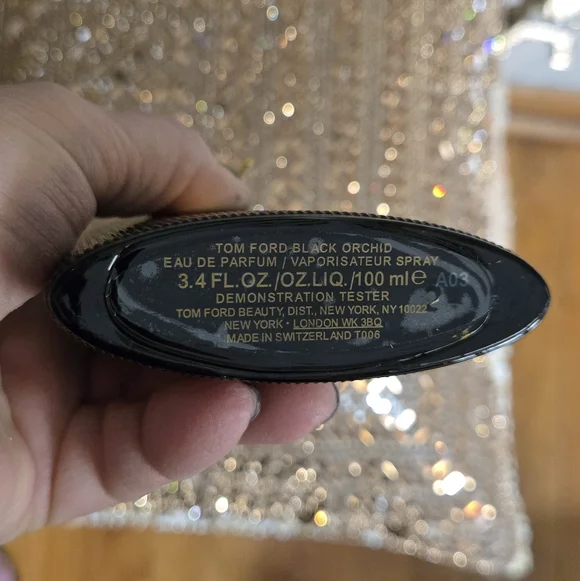 TOM FORD BLACK ORCHID
EAU DE PARFUM / VAPORISATEUR SPRAY
3.4 FL.OZ./OZ.LIQ./100 ml℮ A03
DEMONSTRATION TESTER
TOM FORD BEAUTY, DIST., NEW YORK, NY 10022
NEW YORK • LONDON WK 3BQ
MADE IN SWITZERLAND T006